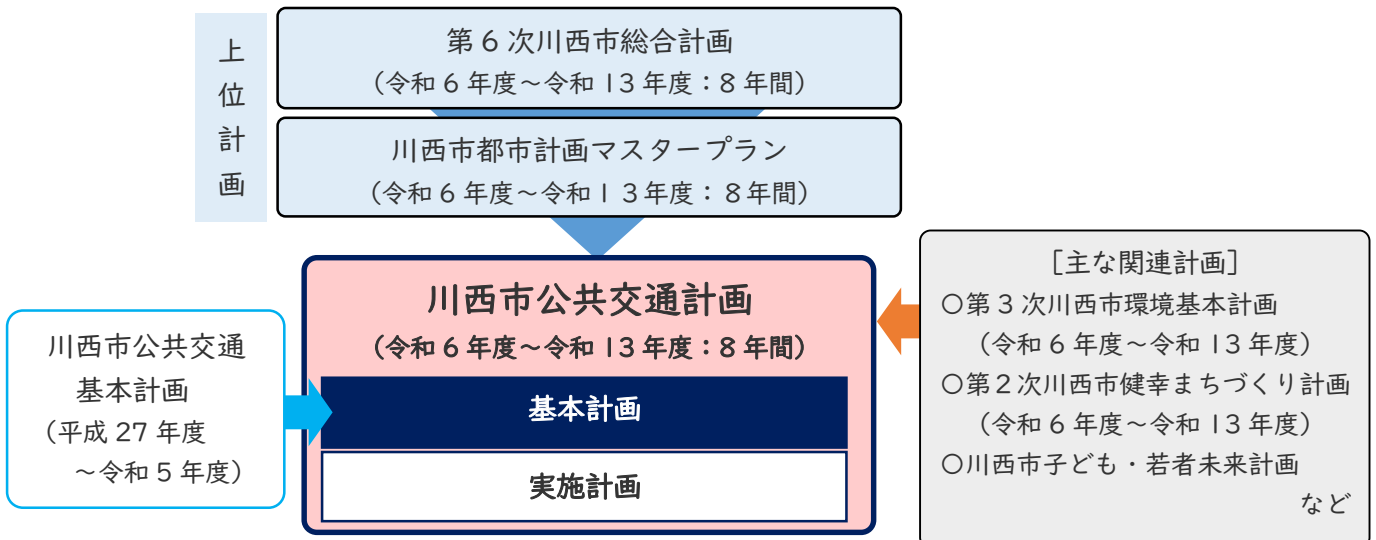 上位計画
第6次川西市総合計画
（令和6年度～令和13年度：8年間）
川西市都市計画マスタープラン
（令和6年度～令和13年度：8年間）
川西市公共交通計画
（令和6年度～令和13年度：8年間）
基本計画
実施計画
川西市公共交通
基本計画
（平成27年度
～令和5年度）
［主な関連計画］
〇第3次川西市環境基本計画
（令和6年度～令和13年度）
〇第2次川西市健幸まちづくり計画
（令和6年度～令和13年度）
〇川西市子ども・若者未来計画
など